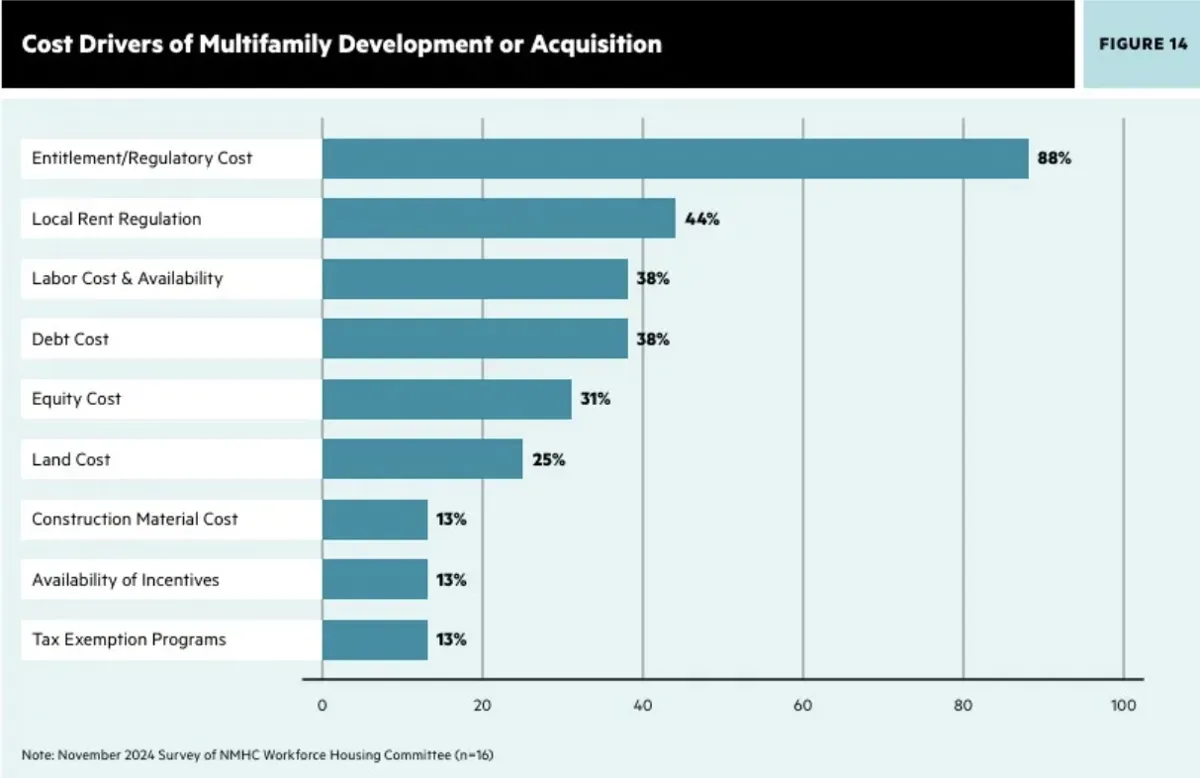 Cost Drivers of Multifamily Development or Acquisition
FIGURE 14
Entitlement/Regulatory Cost
88%
Local Rent Regulation
44%
Labor Cost & Availability
38%
Debt Cost
38%
Equity Cost
31%
Land Cost
25%
Construction Material Cost
13%
Availability of Incentives
13%
Tax Exemption Programs
13%
0 20 40 60 80 100
Note: November 2024 Survey of NMHC Workforce Housing Committee (n=16)